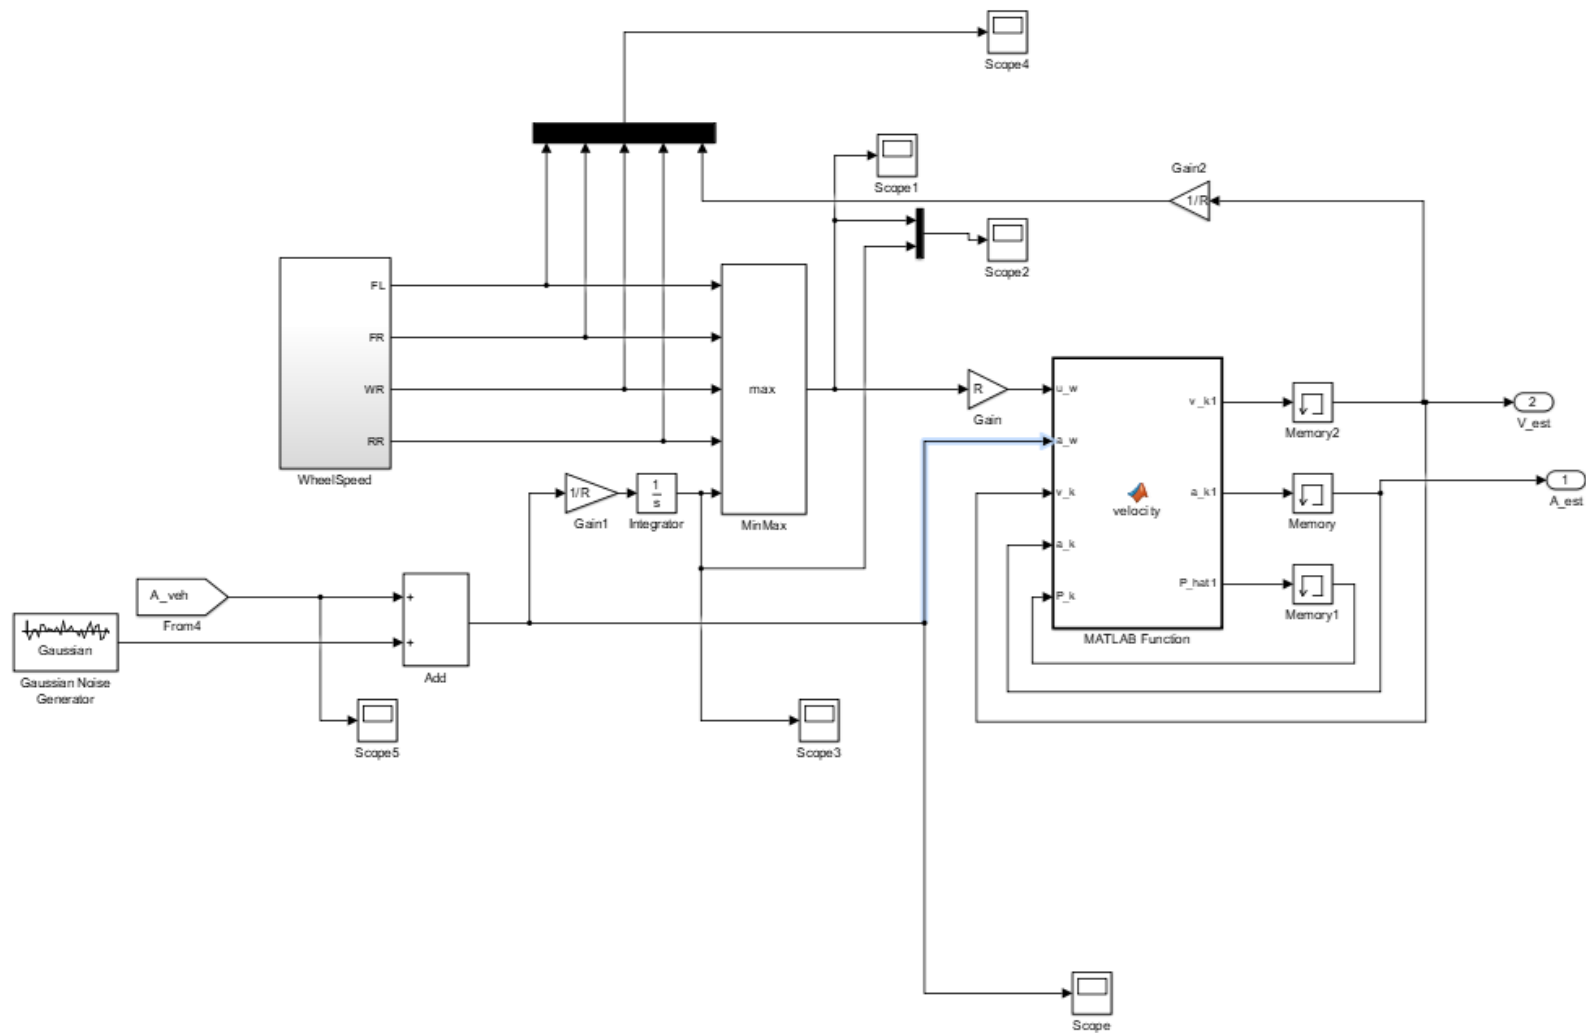 Scope4
Scope1
Gain2
1/R
Scope2
FL
FR
WR
RR
WheelSpeed
max
MinMax
R
Gain
u_w
a_w
v_k
a_k
P_k
v_k1
a_k1
P_hat1
velocity
MATLAB Function
Memory2
Memory
Memory1
2
V_est
1
A_est
1/R
Gain1
1
s
Integrator
A_veh
From4
Gaussian
Gaussian Noise
Generator
+
+
Add
Scope5
Scope3
Scope